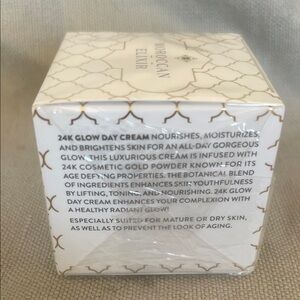 MOROCCAN
ELIXIR
24K GLOW DAY CREAM NOURISHES, MOISTURIZES,
AND BRIGHTENS SKIN FOR AN ALL-DAY GORGEOUS
GLOW. THIS LUXURIOUS CREAM IS INFUSED WITH
24K COSMETIC GOLD POWDER KNOWN FOR ITS
AGE DEFYING PROPERTIES. THE BOTANICAL BLEND
OF INGREDIENTS ENHANCES SKIN YOUTHFULNESS
BY LIFTING, TONING, AND NOURISHING. 24K GLOW
DAY CREAM ENHANCES YOUR COMPLEXION WITH
A HEALTHY RADIANT GLOW!
ESPECIALLY SUITED FOR MATURE OR DRY SKIN,
AS WELL AS TO PREVENT THE LOOK OF AGING.